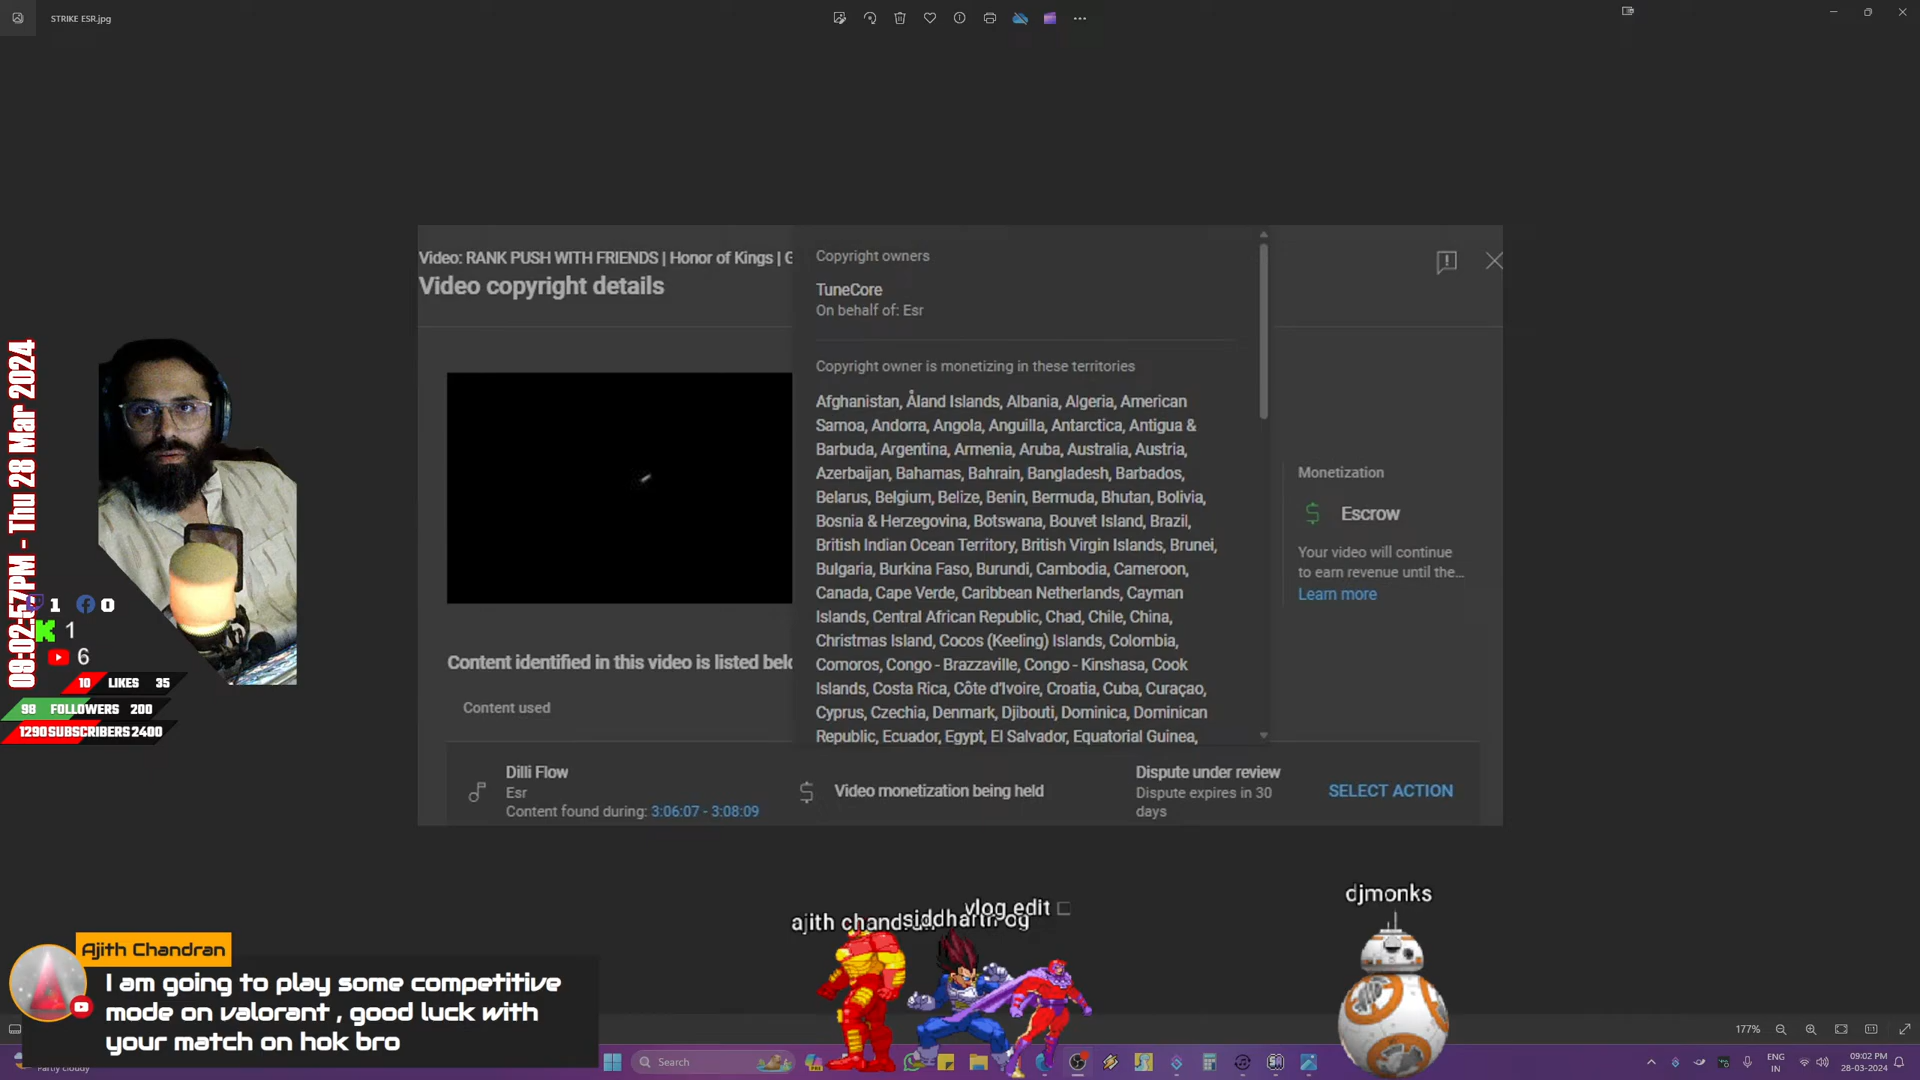 STRIKE ESR.jpg
Video: RANK PUSH WITH FRIENDS | Honor of Kings | G
Video copyright details
Copyright owners
TuneCore
On behalf of: Esr
Copyright owner is monetizing in these territories
Afghanistan, Åland Islands, Albania, Algeria, American
Samoa, Andorra, Angola, Anguilla, Antarctica, Antigua &
Barbuda, Argentina, Armenia, Aruba, Australia, Austria,
Azerbaijan, Bahamas, Bahrain, Bangladesh, Barbados,
Belarus, Belgium, Belize, Benin, Bermuda, Bhutan, Bolivia,
Bosnia & Herzegovina, Botswana, Bouvet Island, Brazil,
British Indian Ocean Territory, British Virgin Islands, Brunei,
Bulgaria, Burkina Faso, Burundi, Cambodia, Cameroon,
Canada, Cape Verde, Caribbean Netherlands, Cayman
Islands, Central African Republic, Chad, Chile, China,
Christmas Island, Cocos (Keeling) Islands, Colombia,
Comoros, Congo - Brazzaville, Congo - Kinshasa, Cook
Islands, Costa Rica, Côte d'Ivoire, Croatia, Cuba, Curaçao,
Cyprus, Czechia, Denmark, Djibouti, Dominica, Dominican
Republic, Ecuador, Egypt, El Salvador, Equatorial Guinea,
Monetization
Escrow
Your video will continue
to earn revenue until the...
Learn more
Content identified in this video is listed belo
Content used
Dilli Flow
Esr
Content found during: 3:06:07 - 3:08:09
Video monetization being held
Dispute under review
Dispute expires in 30
days
SELECT ACTION
09:02:57PM - Thu 28 Mar 2024
1 0
1
6
10 LIKES 35
98 FOLLOWERS 200
1290 SUBSCRIBERS 2400
ajith chandran
siddharth og
vlog edit
djmonks
Ajith Chandran
I am going to play some competitive
mode on valorant , good luck with
your match on hok bro
177%
Partly cloudy
Search
ENG
IN
09:02 PM
28-03-2024